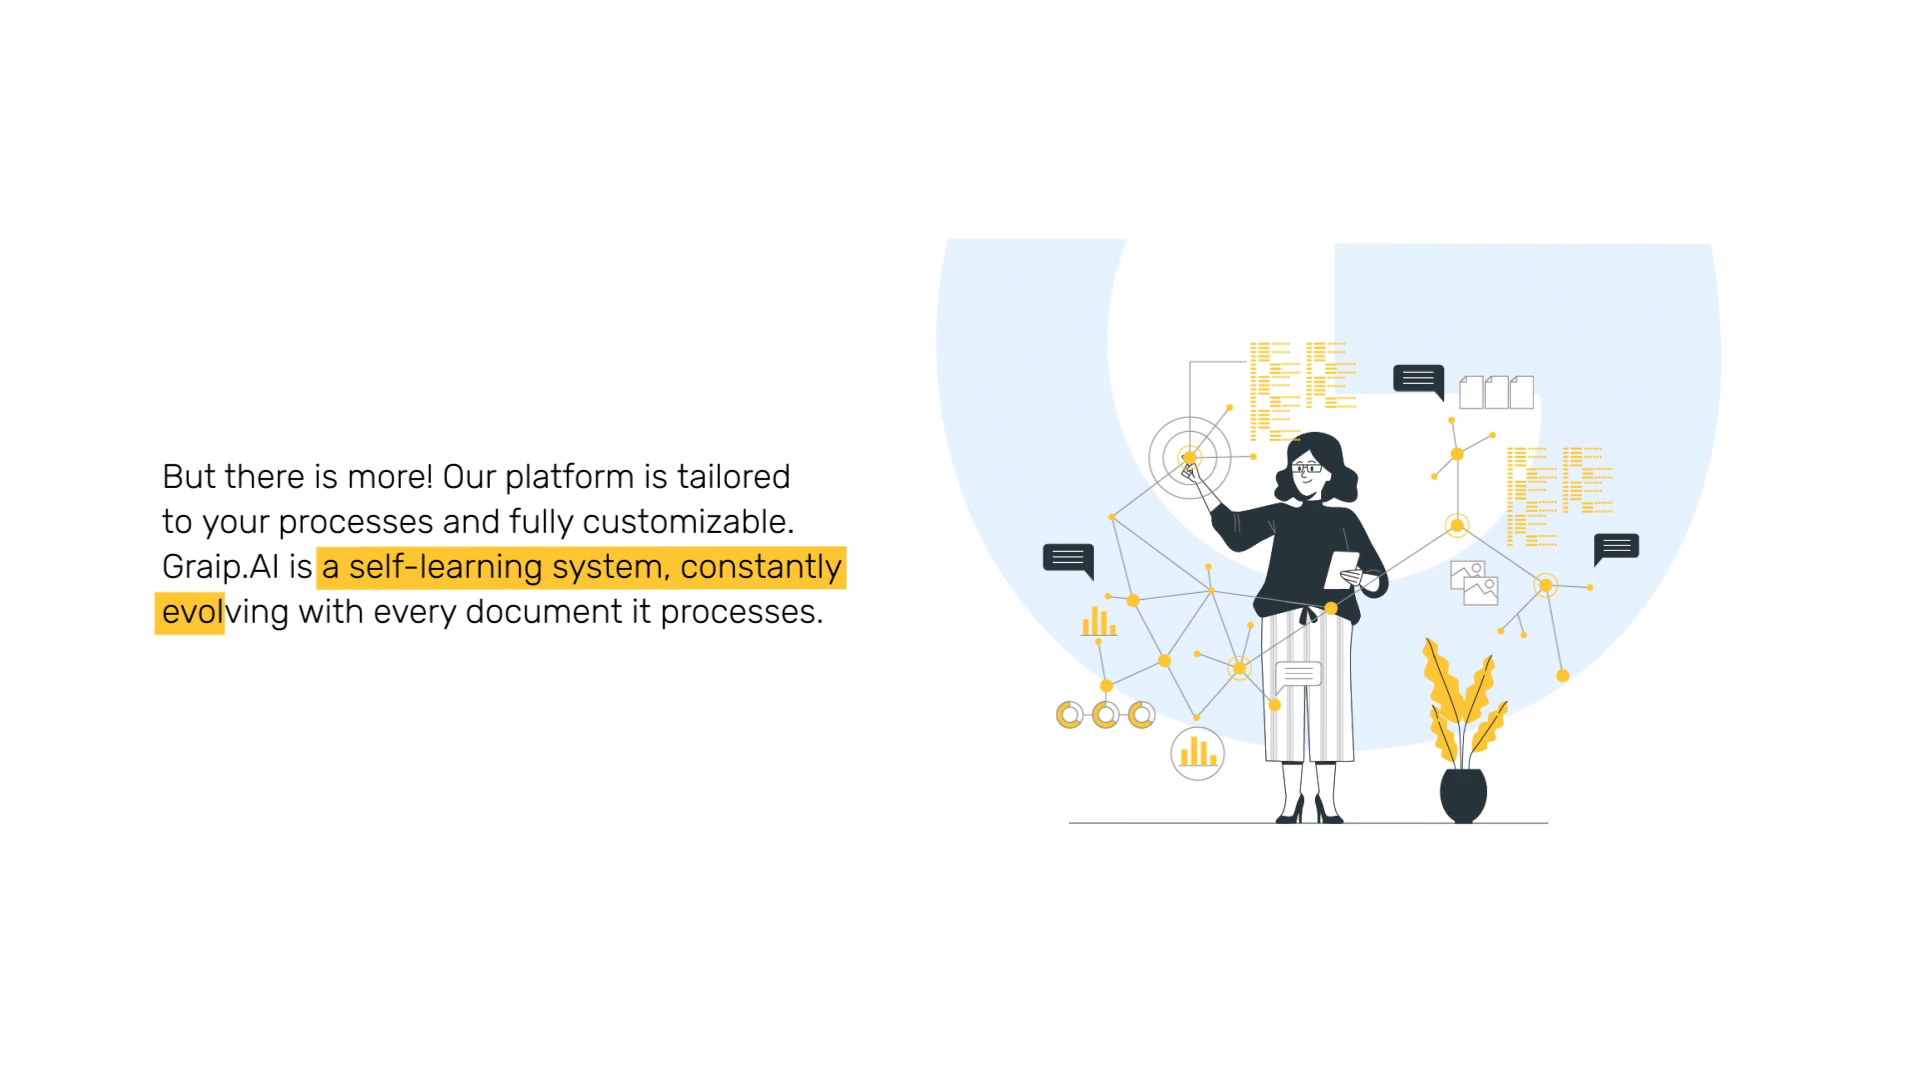 But there is more! Our platform is tailored
to your processes and fully customizable.
Graip.AI is a self-learning system, constantly
evolving with every document it processes.